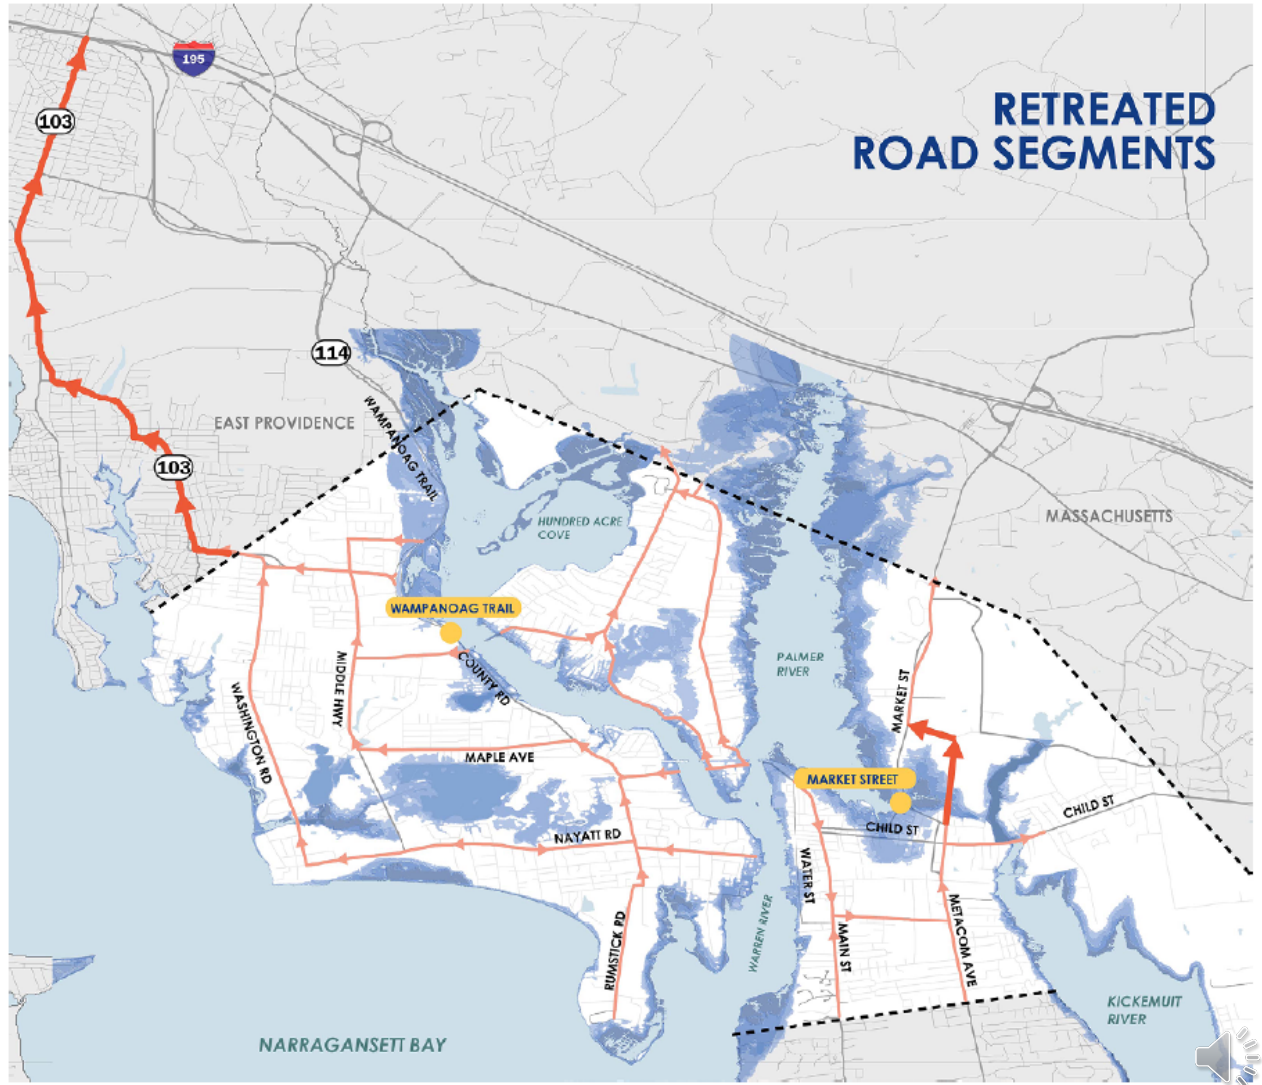 195
RETREATED
ROAD SEGMENTS
103
114
WAMPANOAG TRAIL
EAST PROVIDENCE
103
HUNDRED ACRE
COVE
MASSACHUSETTS
WAMPANOAG TRAIL
COUNTY RD
MIDDLE HWY
WASHINGTON RD
PALMER
RIVER
MARKET ST
MAPLE AVE
MARKET STREET
CHILD ST
CHILD ST
NAYATT RD
WATER ST
MAIN ST
METACOM AVE
WARREN RIVER
RUMSTICK RD
KICKEMUIT
RIVER
NARRAGANSETT BAY